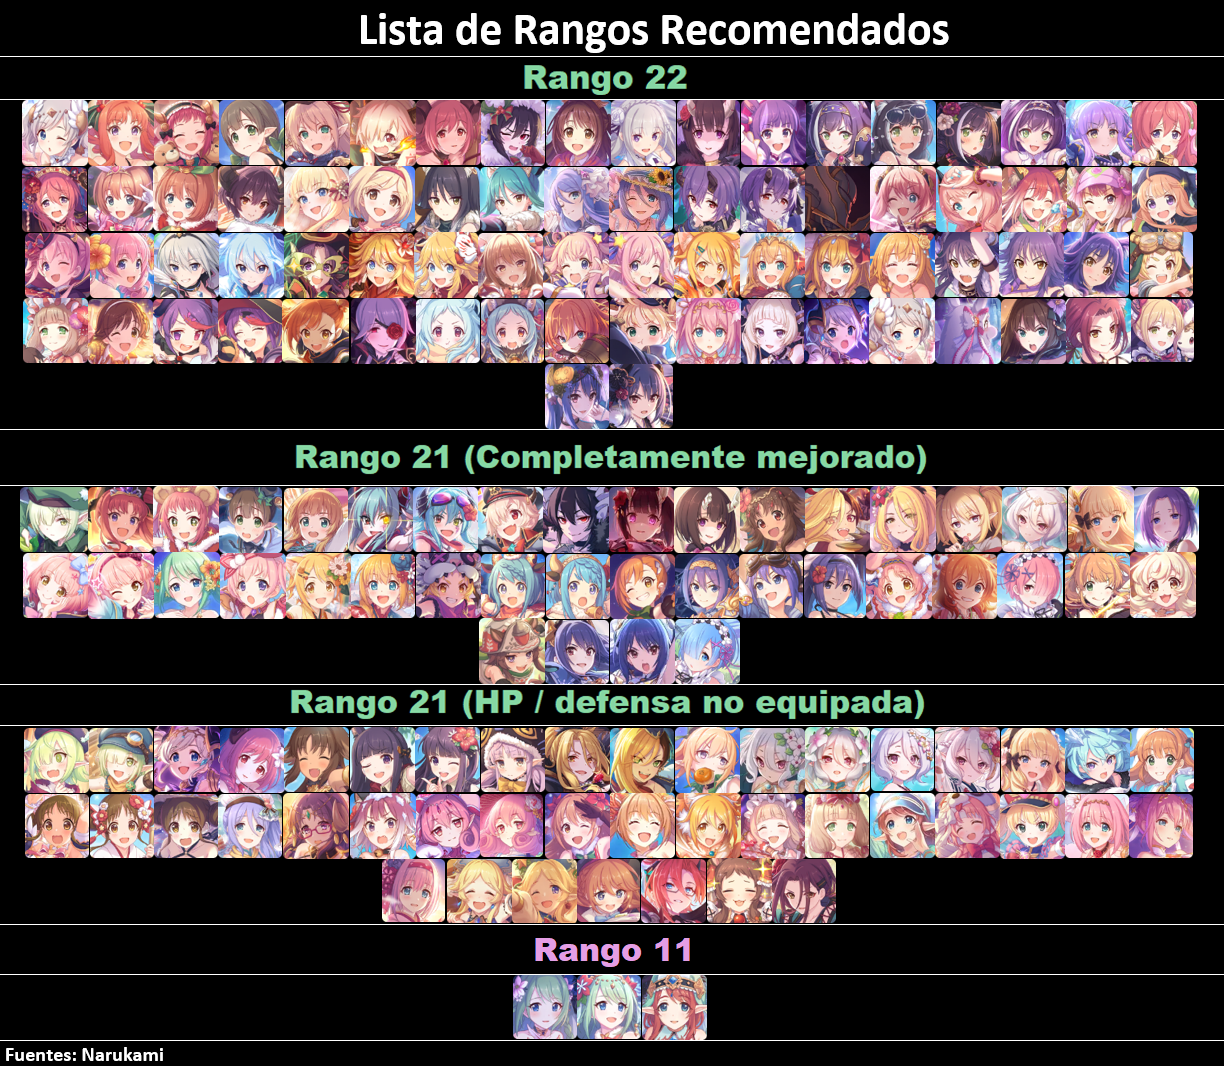 Lista de Rangos Recomendados
Rango 22
Rango 21 (Completamente mejorado)
Rango 21 (HP / defensa no equipada)
Rango 11
Fuentes: Narukami